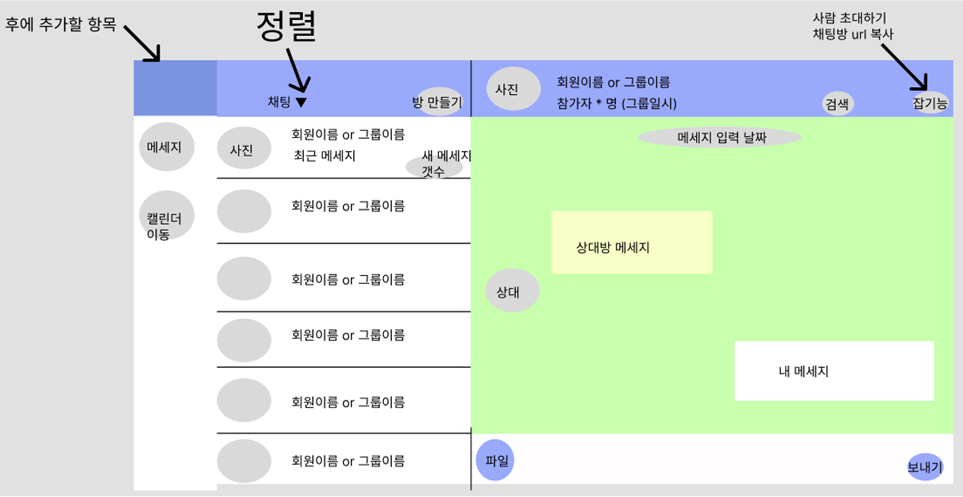 후에 추가할 항목
정렬
사람 초대하기
채팅방 url 복사
채팅 ▼
방 만들기
사진
회원이름 or 그룹이름
참가자 * 명 (그룹일시)
검색
잡기능
메세지
캘린더
이동
사진
회원이름 or 그룹이름
최근 메세지
새 메세지
갯수
회원이름 or 그룹이름
회원이름 or 그룹이름
회원이름 or 그룹이름
회원이름 or 그룹이름
회원이름 or 그룹이름
메세지 입력 날짜
상대방 메세지
상대
내 메세지
파일
보내기